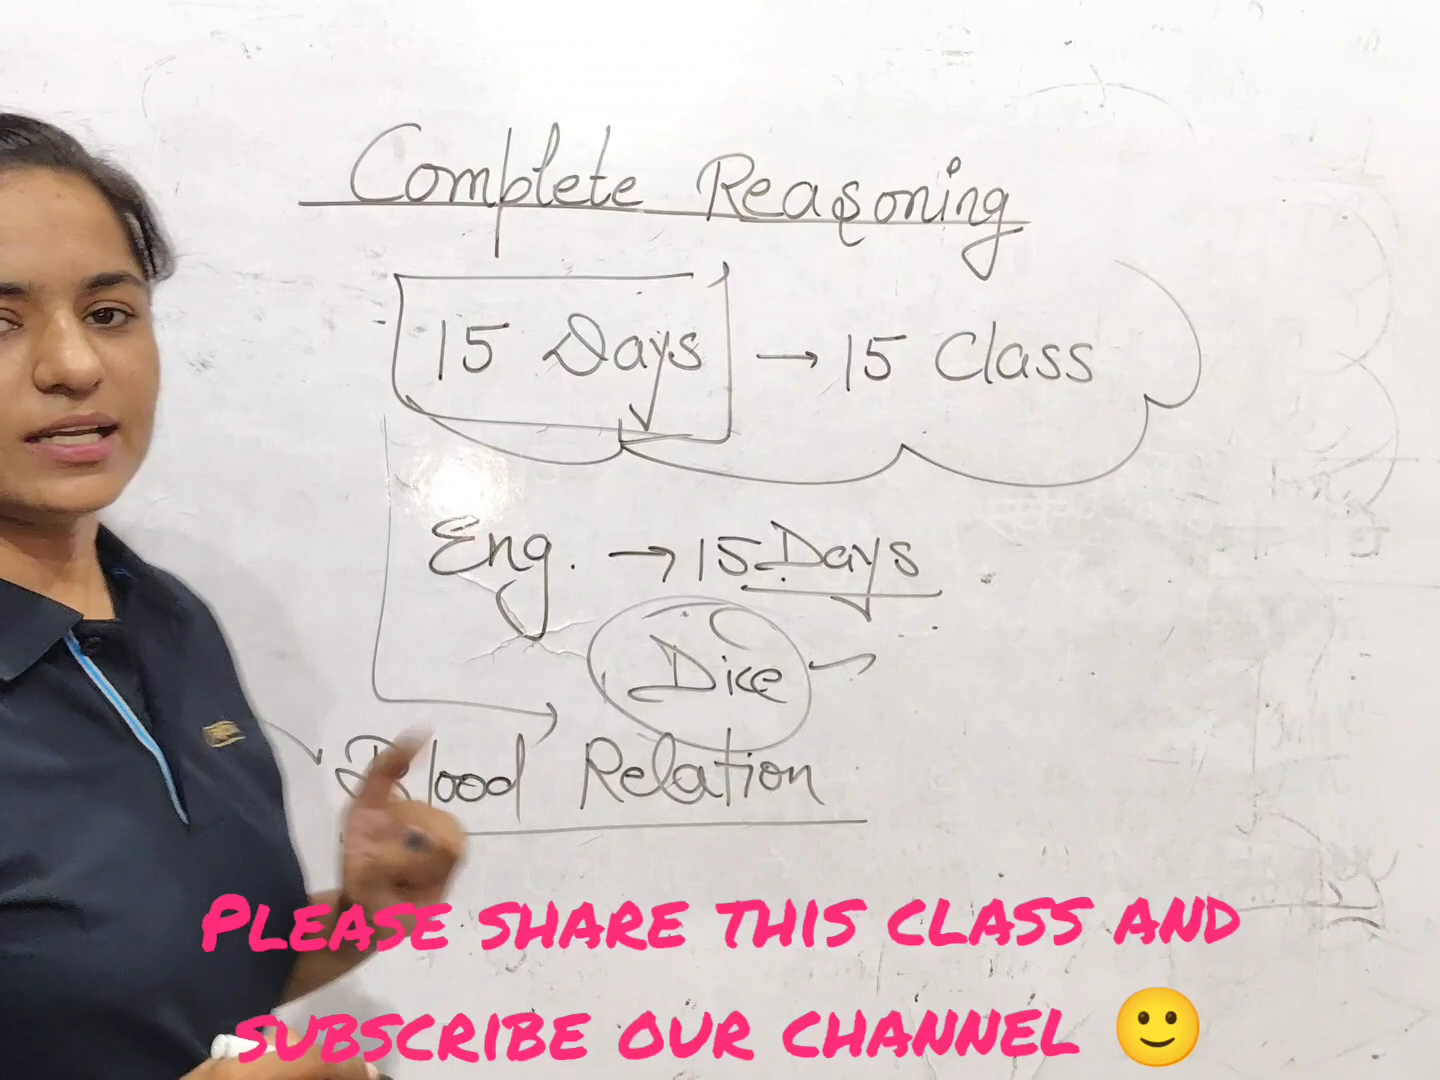 Complete Reasoning
15 Days → 15 Class
Eng. → 15 Days
Dice
Blood Relation
PLEASE SHARE THIS CLASS AND
SUBSCRIBE OUR CHANNEL 🙂